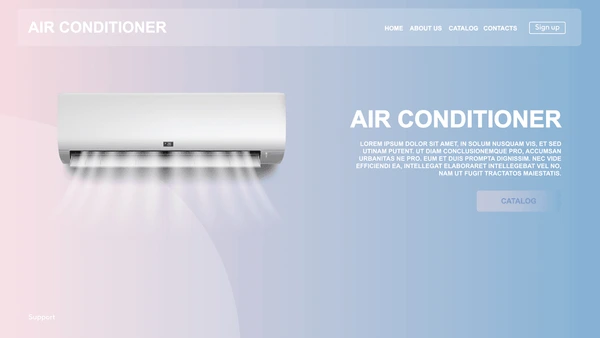 AIR CONDITIONER
HOME ABOUT US CATALOG CONTACTS Sign up
AIR CONDITIONER
LOREM IPSUM DOLOR SIT AMET, IN SOLUM NUSQUAM VIS, ET SED
UTINAM PUTENT. UT DIAM CONCLUSIONEMQUE PRO, ACCUMSAN
URBANITAS NE PRO. EUM ET DUIS PROMPTA DIGNISSIM. NEC VIDE
EFFICIENDI EA, INTELLEGAT ELABORARET INTELLEGEBAT VEL NO,
NAM UT FUGIT TRACTATOS MAIESTATIS.
CATALOG
Support